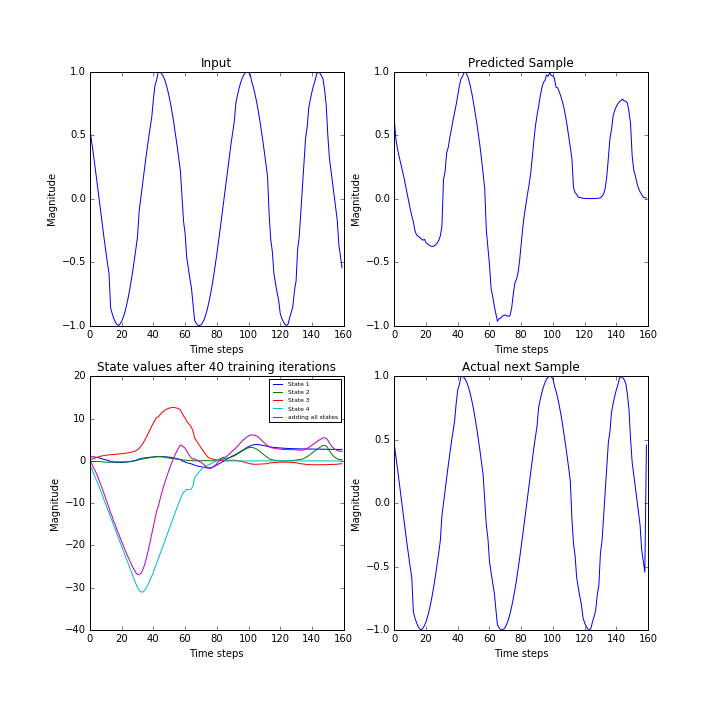 Input
Magnitude
1.0
0.5
0.0
−0.5
−1.0
0 20 40 60 80 100 120 140 160
Time steps
Predicted Sample
Magnitude
1.0
0.5
0.0
−0.5
−1.0
0 20 40 60 80 100 120 140 160
Time steps
State values after 40 training iterations
Magnitude
20
10
0
−10
−20
−30
−40
State 1
State 2
State 3
State 4
adding all states
0 20 40 60 80 100 120 140 160
Time steps
Actual next Sample
Magnitude
1.0
0.5
0.0
−0.5
−1.0
0 20 40 60 80 100 120 140 160
Time steps